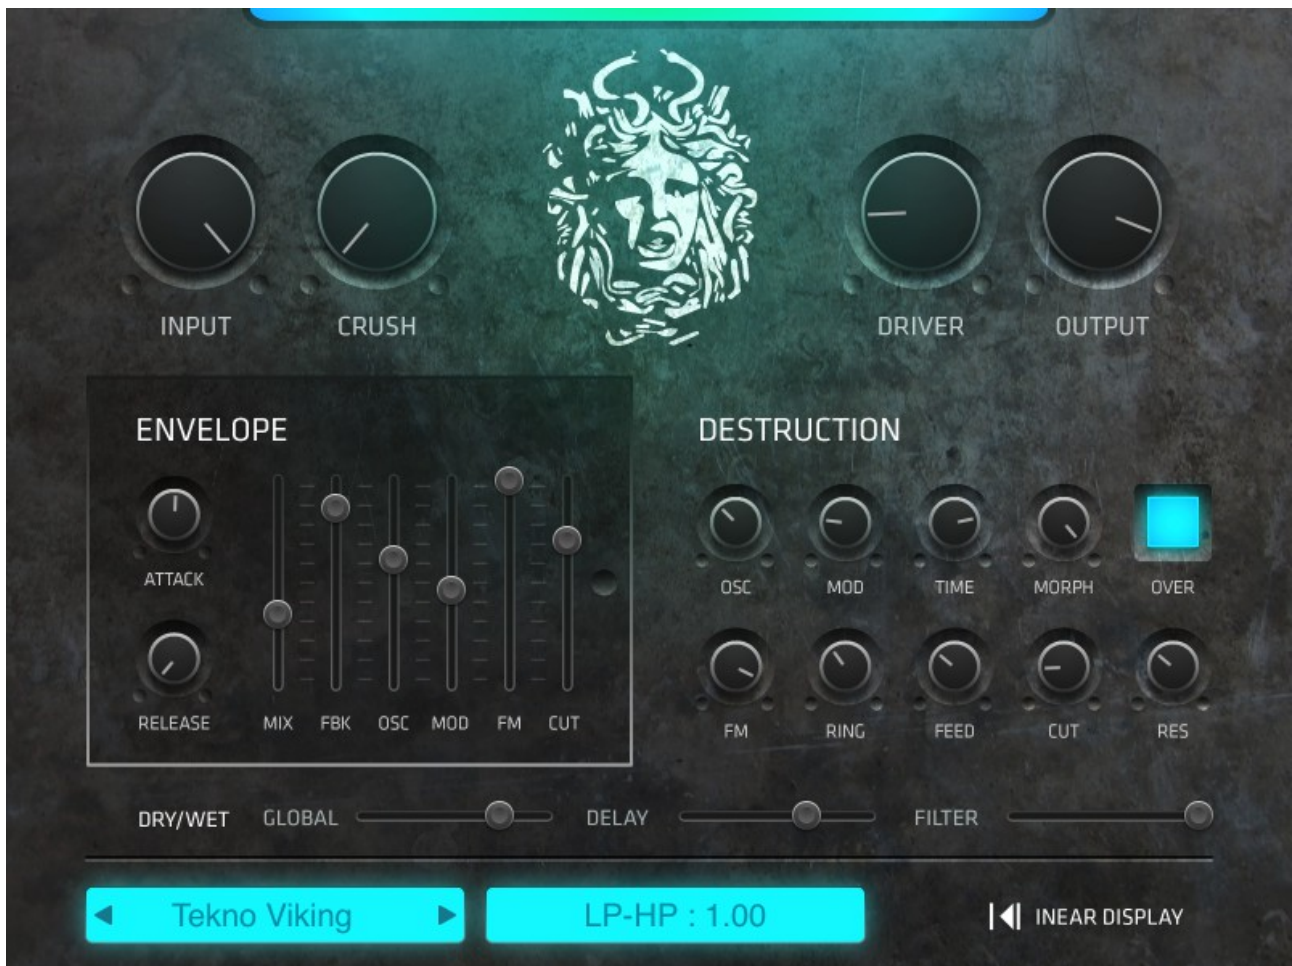 INPUT CRUSH DRIVER OUTPUT
ENVELOPE
DESTRUCTION
ATTACK
OSC MOD TIME MORPH OVER
RELEASE MIX FBK OSC MOD FM CUT
FM RING FEED CUT RES
DRY/WET GLOBAL DELAY FILTER
Tekno Viking LP-HP : 1.00 INEAR DISPLAY